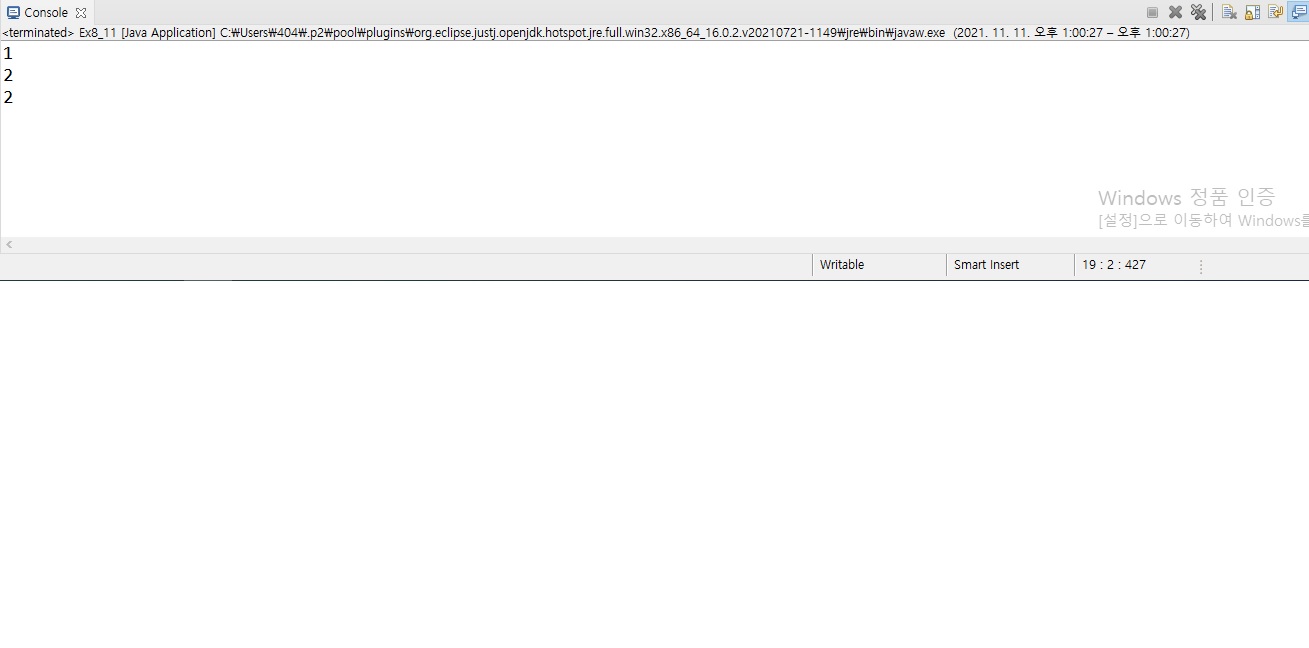 Console
<terminated> Ex8_11 [Java Application] C:₩Users₩404₩.p2₩pool₩plugins₩org.eclipse.justj.openjdk.hotspot.jre.full.win32.x86_64_16.0.2.v20210721-1149₩jre₩bin₩javaw.exe (2021. 11. 11. 오후 1:00:27 – 오후 1:00:27)
1
2
2
Windows 정품 인증
[설정]으로 이동하여 Windows를
Writable Smart Insert 19 : 2 : 427